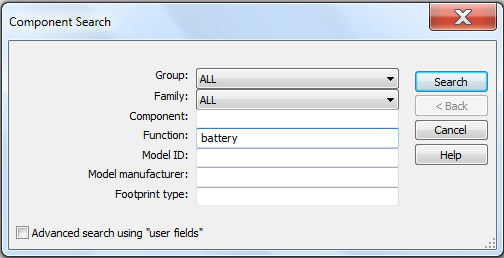 Component Search
Group: ALL
Search
Family: ALL
< Back
Component:
Function: battery
Cancel
Model ID:
Help
Model manufacturer:
Footprint type:
Advanced search using "user fields"